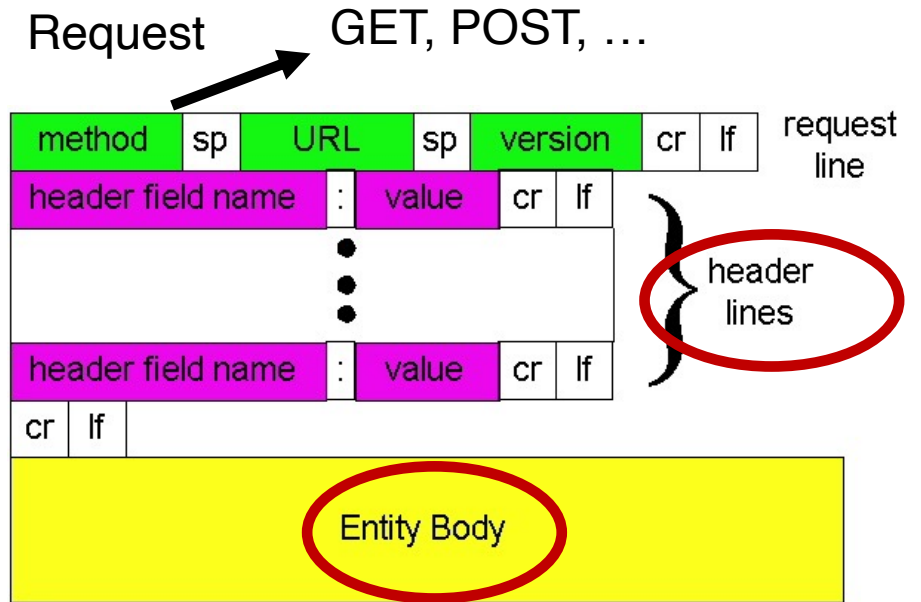 Request GET, POST, …
method sp URL sp version cr lf request line
header field name : value cr lf
header lines
header field name : value cr lf
cr lf
Entity Body